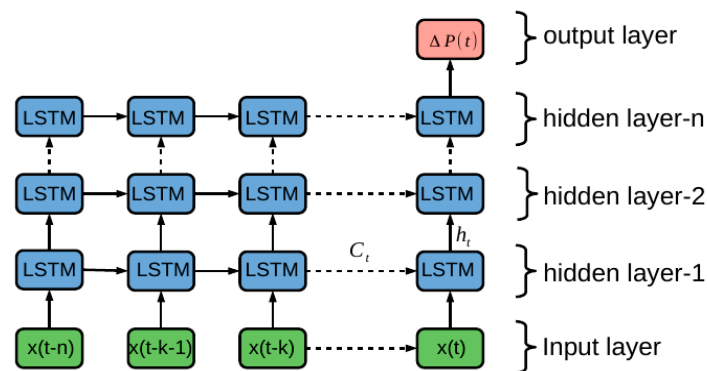 ΔP(t) output layer
LSTM LSTM LSTM LSTM hidden layer-n
LSTM LSTM LSTM LSTM hidden layer-2
C_t h_t
LSTM LSTM LSTM LSTM hidden layer-1
x(t-n) x(t-k-1) x(t-k) x(t) Input layer